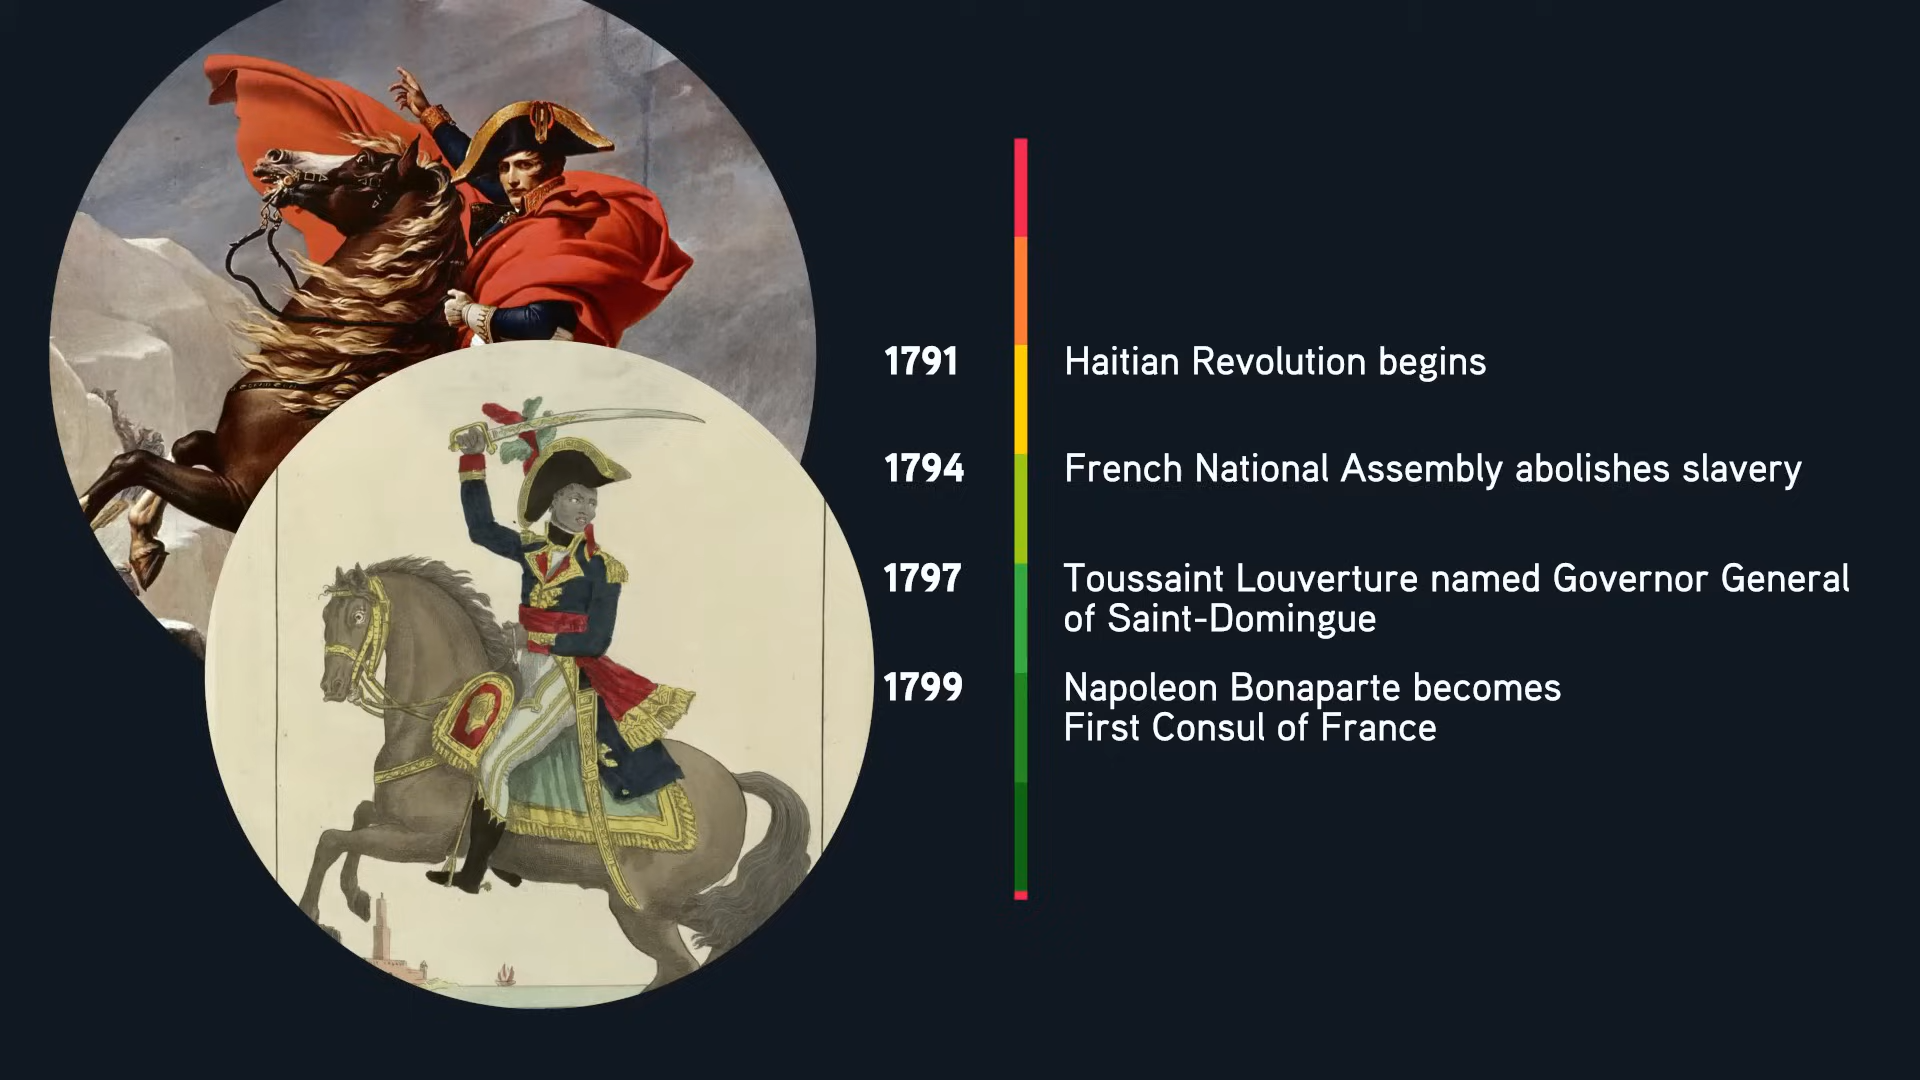 1791 Haitian Revolution begins
1794 French National Assembly abolishes slavery
1797 Toussaint Louverture named Governor General
of Saint-Domingue
1799 Napoleon Bonaparte becomes
First Consul of France